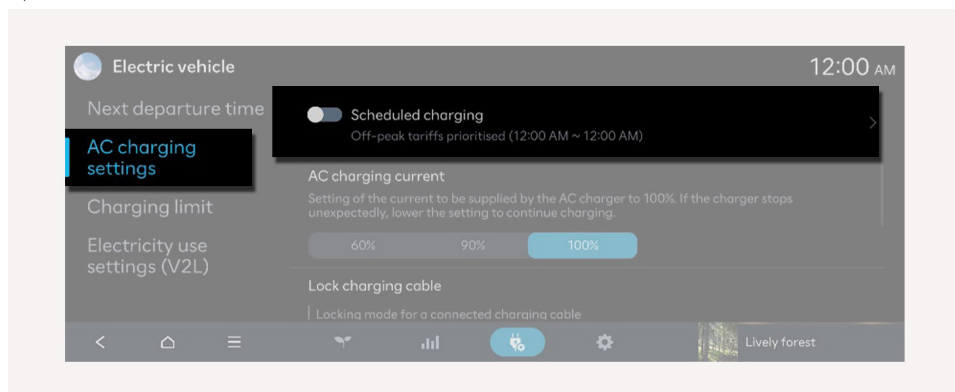 Electric vehicle
12:00 AM
Next departure time
AC charging
settings
Charging limit
Electricity use
settings (V2L)
Scheduled charging
Off-peak tariffs prioritised (12:00 AM ~ 12:00 AM)
AC charging current
Setting of the current to be supplied by the AC charger to 100%. If the charger stops
unexpectedly, lower the setting to continue charging.
60% 90% 100%
Lock charging cable
Locking mode for a connected charging cable
Lively forest